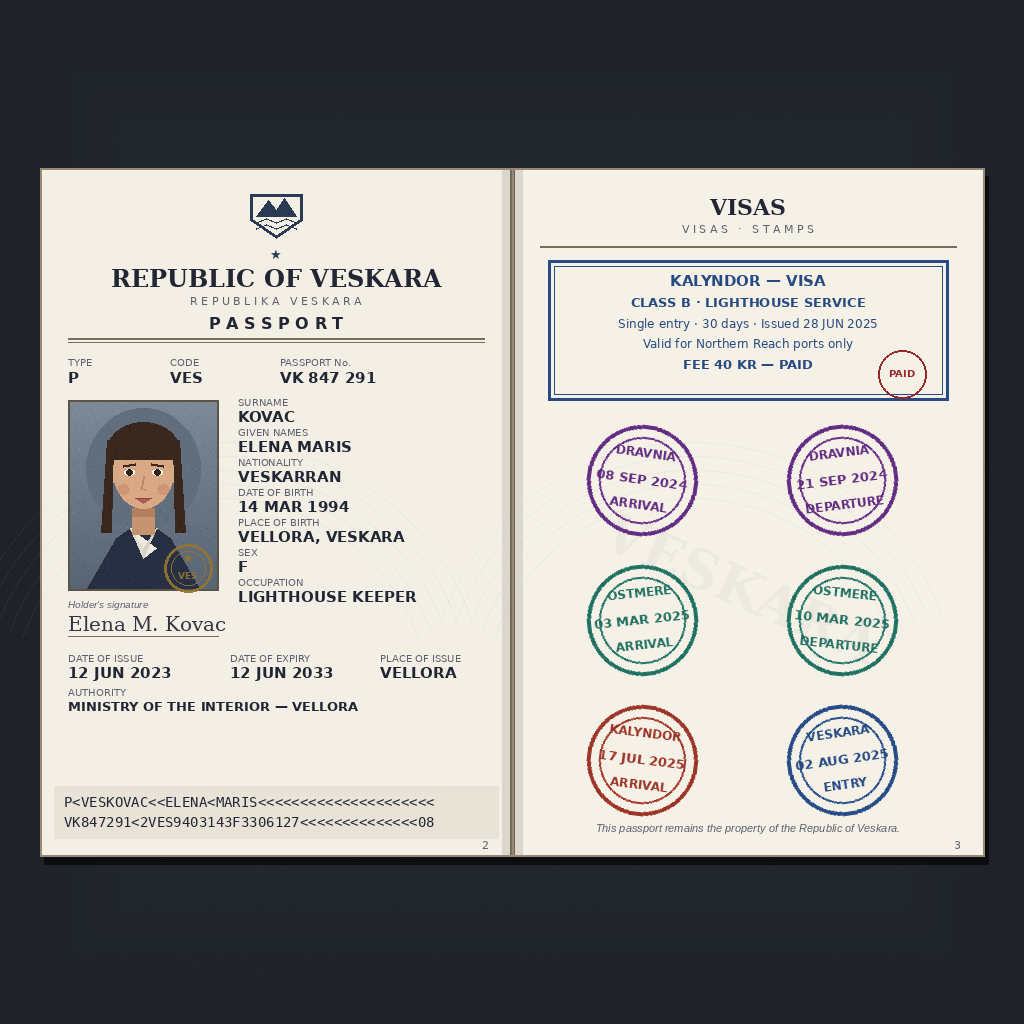 REPUBLIC OF VESKARA
REPUBLIKA VESKARA
PASSPORT
TYPE CODE PASSPORT No.
P VES VK 847 291
SURNAME
KOVAC
GIVEN NAMES
ELENA MARIS
NATIONALITY
VESKARRAN
DATE OF BIRTH
14 MAR 1994
PLACE OF BIRTH
VELLORA, VESKARA
SEX
F
OCCUPATION
LIGHTHOUSE KEEPER
VES
Holder's signature
Elena M. Kovac
DATE OF ISSUE DATE OF EXPIRY PLACE OF ISSUE
12 JUN 2023 12 JUN 2033 VELLORA
AUTHORITY
MINISTRY OF THE INTERIOR — VELLORA
P<VESKOVAC<<ELENA<MARIS<<<<<<<<<<<<<<<<<<<<<
VK847291<2VES9403143F3306127<<<<<<<<<<<<<<08
2
VISAS
VISAS · STAMPS
KALYNDOR — VISA
CLASS B · LIGHTHOUSE SERVICE
Single entry · 30 days · Issued 28 JUN 2025
Valid for Northern Reach ports only
FEE 40 KR — PAID
PAID
DRAVNIA
08 SEP 2024
ARRIVAL
DRAVNIA
21 SEP 2024
DEPARTURE
VESKARA
OSTMERE
03 MAR 2025
ARRIVAL
OSTMERE
10 MAR 2025
DEPARTURE
KALYNDOR
17 JUL 2025
ARRIVAL
VESKARA
02 AUG 2025
ENTRY
This passport remains the property of the Republic of Veskara.
3